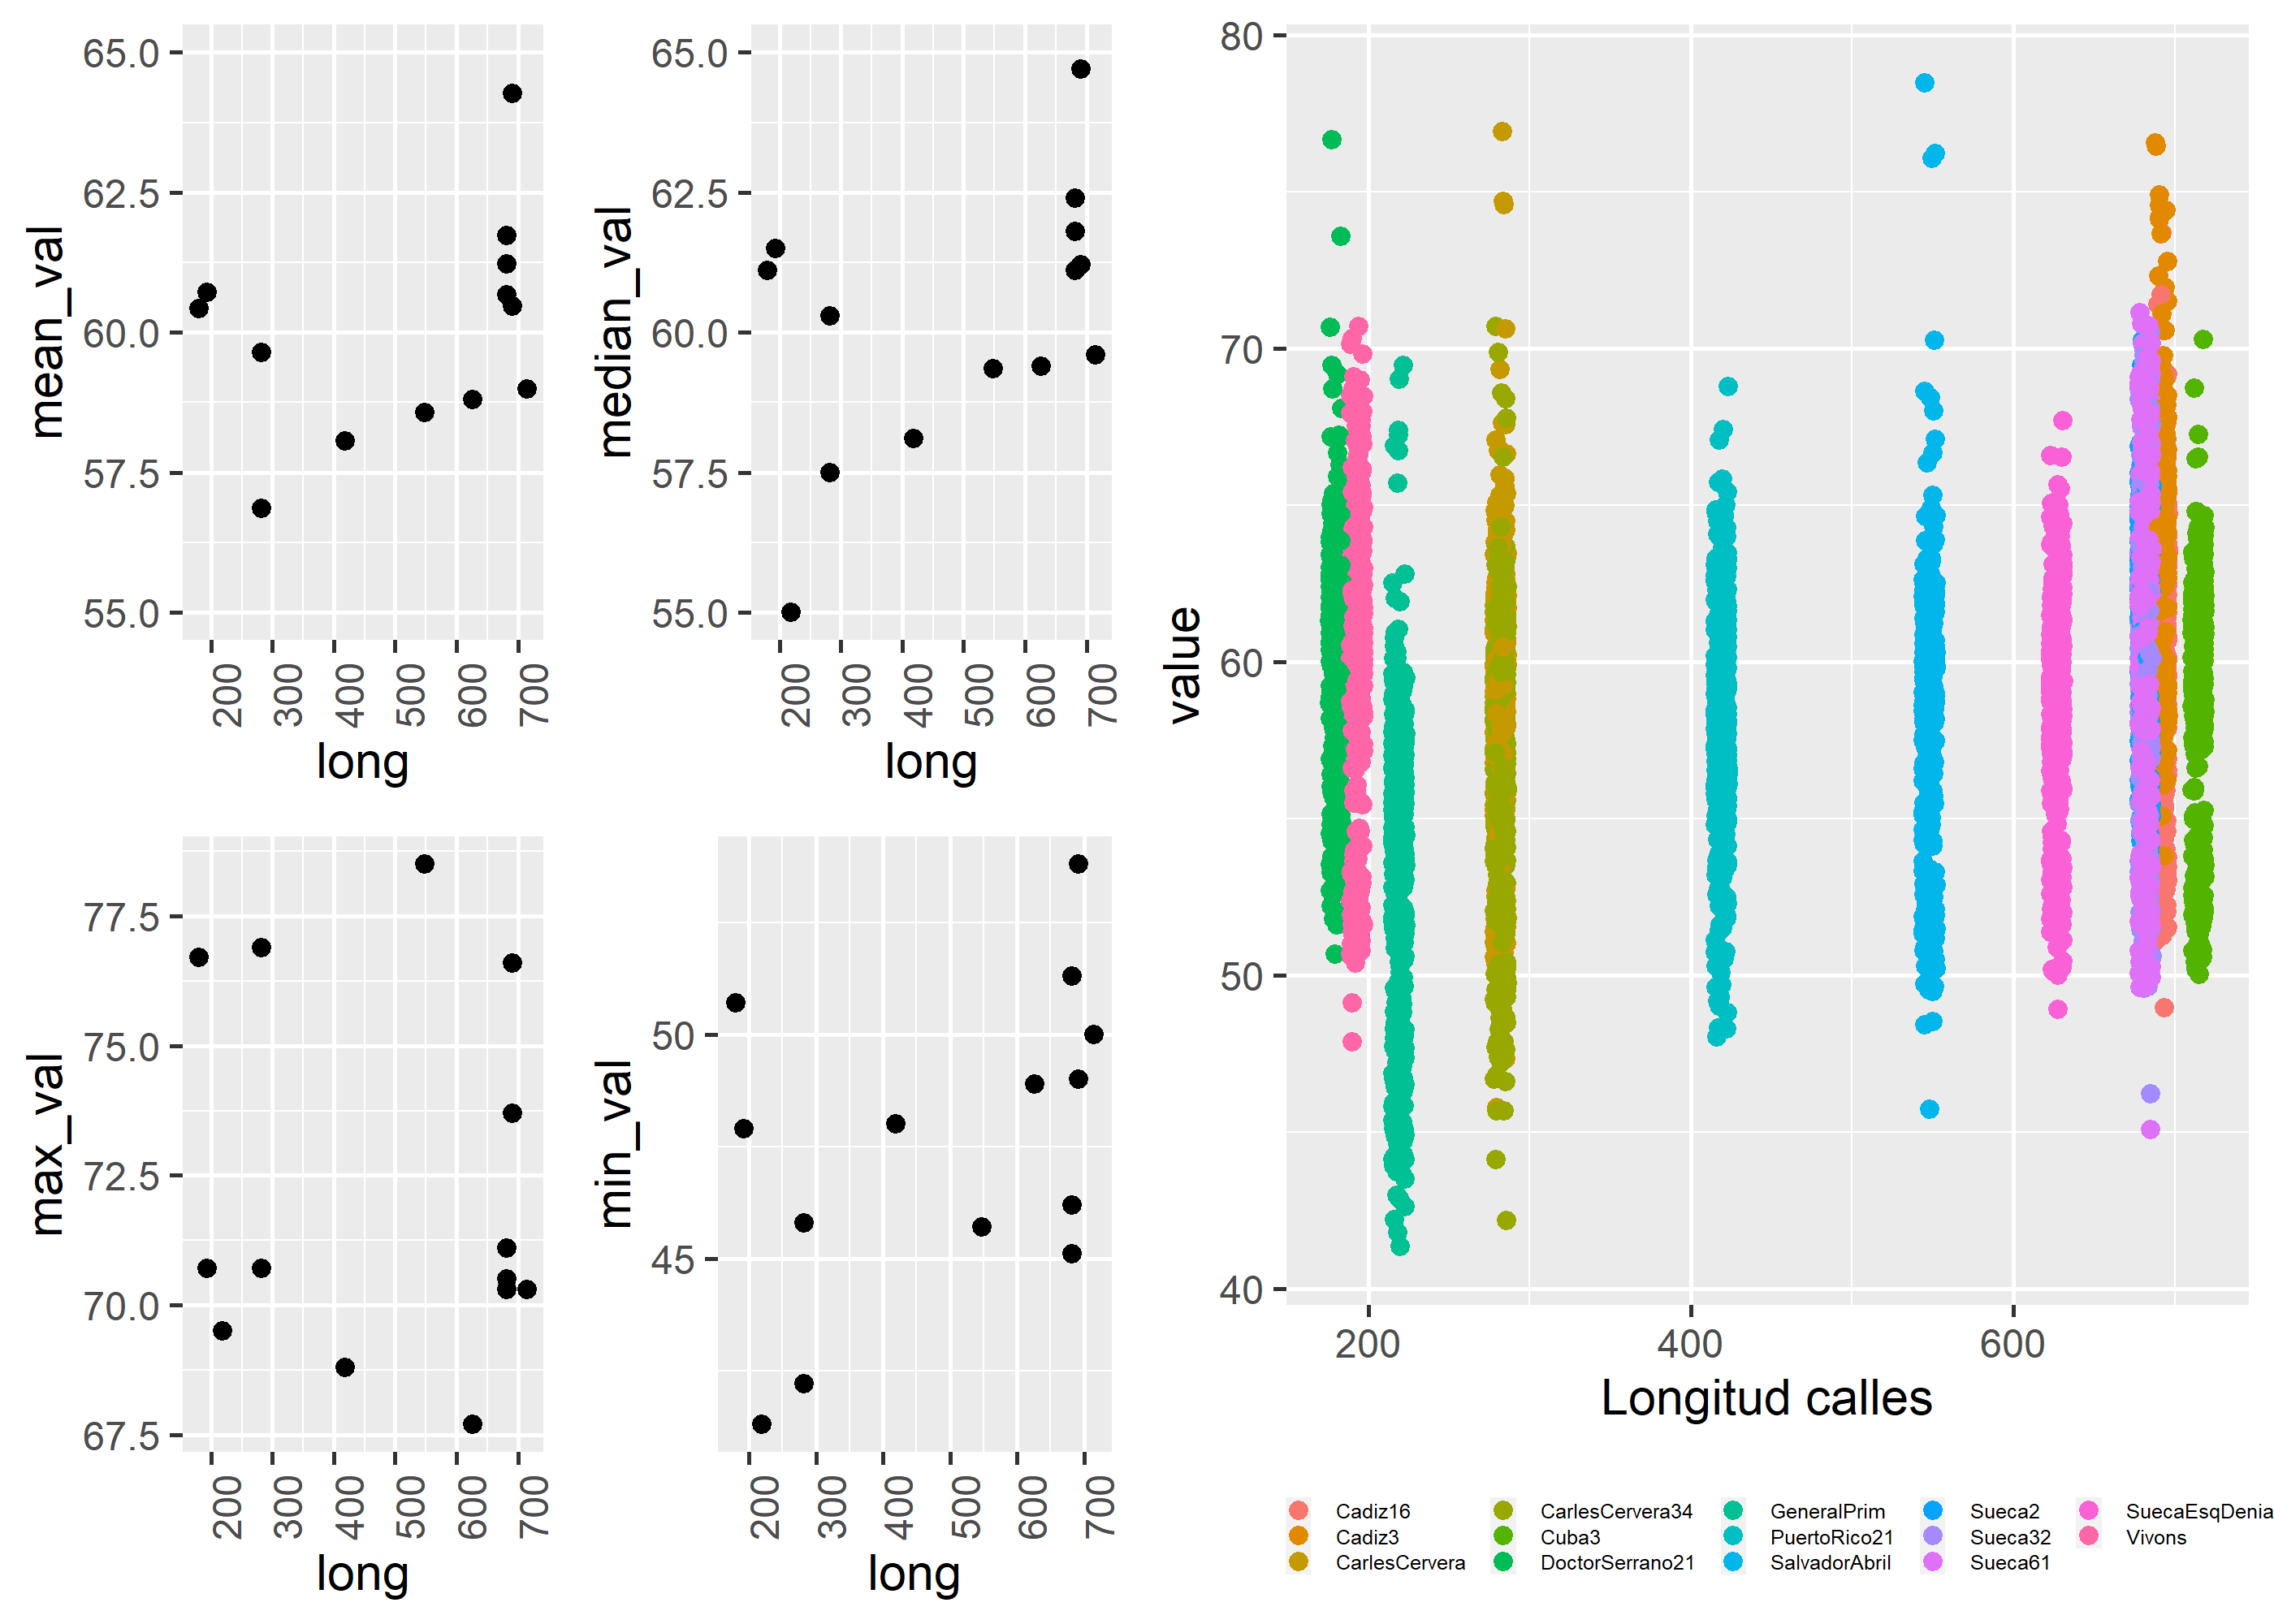 65.0
62.5
60.0
57.5
55.0
mean_val
200 300 400 500 600 700
long
65.0
62.5
60.0
57.5
55.0
median_val
200 300 400 500 600 700
long
77.5
75.0
72.5
70.0
67.5
max_val
200 300 400 500 600 700
long
50
45
min_val
200 300 400 500 600 700
long
80
70
60
50
40
value
200 400 600
Longitud calles
Cadiz16 CarlesCervera34 GeneralPrim Sueca2 SuecaEsqDenia
Cadiz3 Cuba3 PuertoRico21 Sueca32 Vivons
CarlesCervera DoctorSerrano21 SalvadorAbril Sueca61